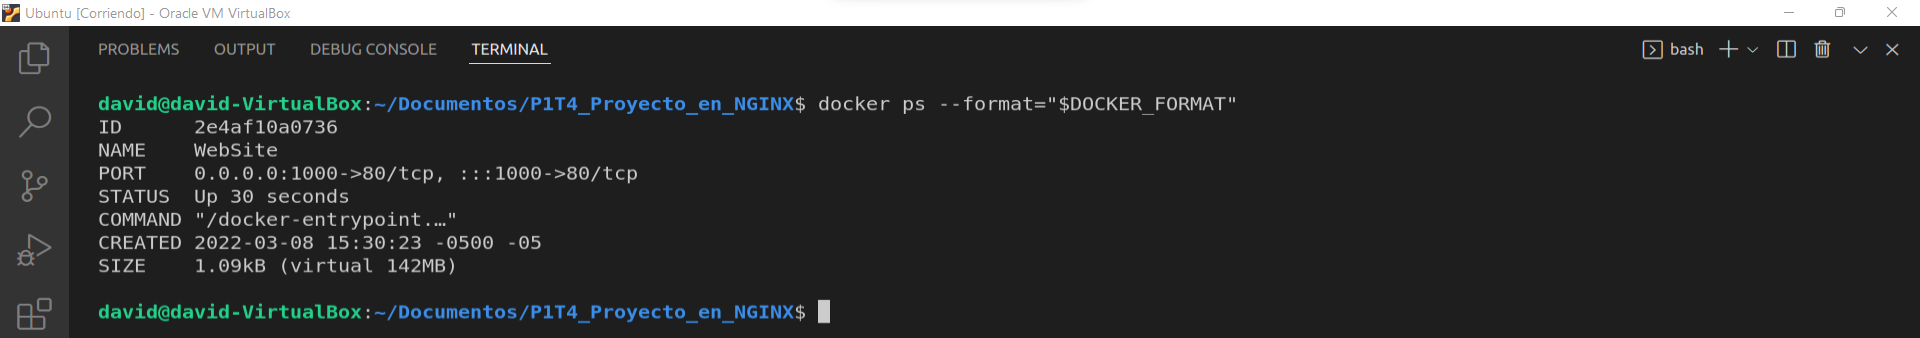 Ubuntu [Corriendo] - Oracle VM VirtualBox
PROBLEMS OUTPUT DEBUG CONSOLE TERMINAL bash
david@david-VirtualBox:~/Documentos/P1T4_Proyecto_en_NGINX$ docker ps --format="$DOCKER_FORMAT"
ID 2e4af10a0736
NAME WebSite
PORT 0.0.0.0:1000->80/tcp, :::1000->80/tcp
STATUS Up 30 seconds
COMMAND "/docker-entrypoint.…"
CREATED 2022-03-08 15:30:23 -0500 -05
SIZE 1.09kB (virtual 142MB)
david@david-VirtualBox:~/Documentos/P1T4_Proyecto_en_NGINX$